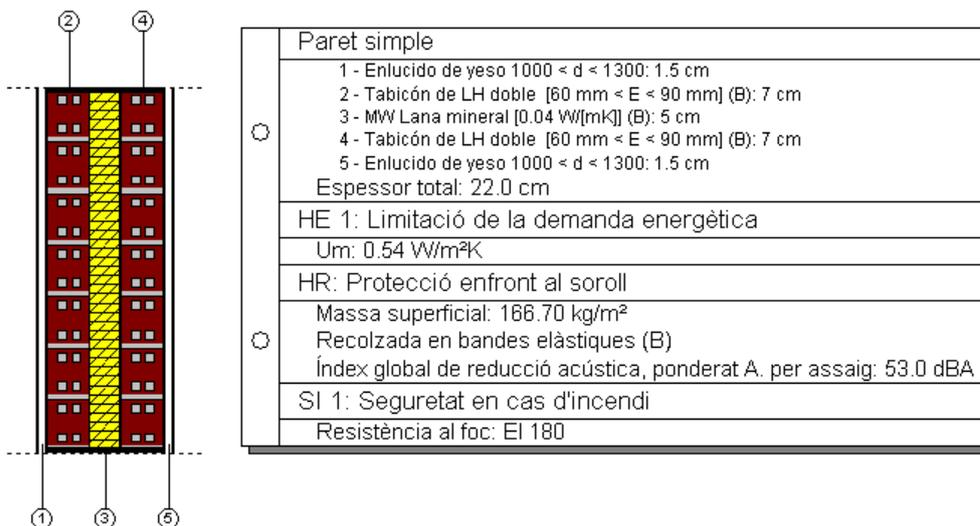 2
4
Paret simple
1 - Enlucido de yeso 1000 < d < 1300: 1.5 cm
2 - Tabicón de LH doble [60 mm < E < 90 mm] (B): 7 cm
3 - MW Lana mineral [0.04 W/[mK]] (B): 5 cm
4 - Tabicón de LH doble [60 mm < E < 90 mm] (B): 7 cm
5 - Enlucido de yeso 1000 < d < 1300: 1.5 cm
Espessor total: 22.0 cm
HE 1: Limitació de la demanda energètica
Um: 0.54 W/m²K
HR: Protecció enfront al soroll
Massa superficial: 166.70 kg/m²
Recolzada en bandes elàstiques (B)
Índex global de reducció acústica, ponderat A. per assaig: 53.0 dBA
SI 1: Seguretat en cas d'incendi
Resistència al foc: EI 180
1
3
5